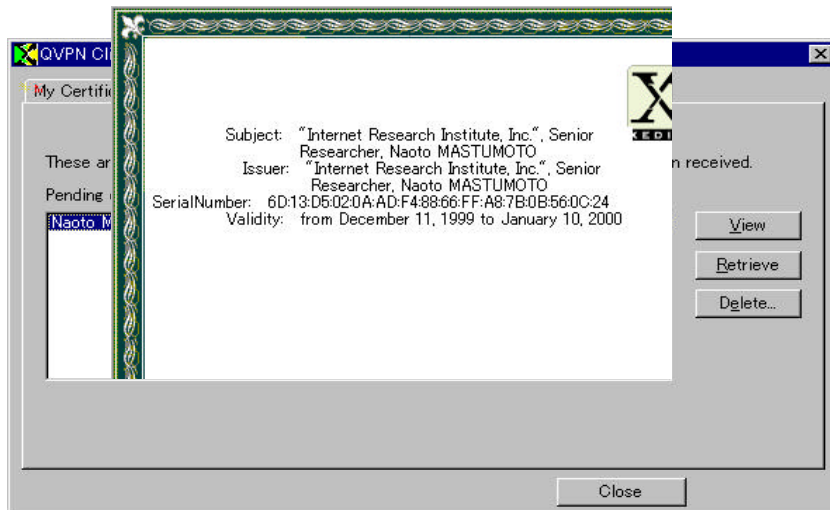 QVPN Cli
My Certific
Subject: "Internet Research Institute, Inc.", Senior
Researcher, Naoto MASTUMOTO
Issuer: "Internet Research Institute, Inc.", Senior
Researcher, Naoto MASTUMOTO
SerialNumber: 6D:13:D5:02:0A:AD:F4:88:66:FF:A8:7B:0B:56:0C:24
Validity: from December 11, 1999 to January 10, 2000
X
XEDI
These ar n received.
Pending
Naoto M
View
Retrieve
Delete...
Close